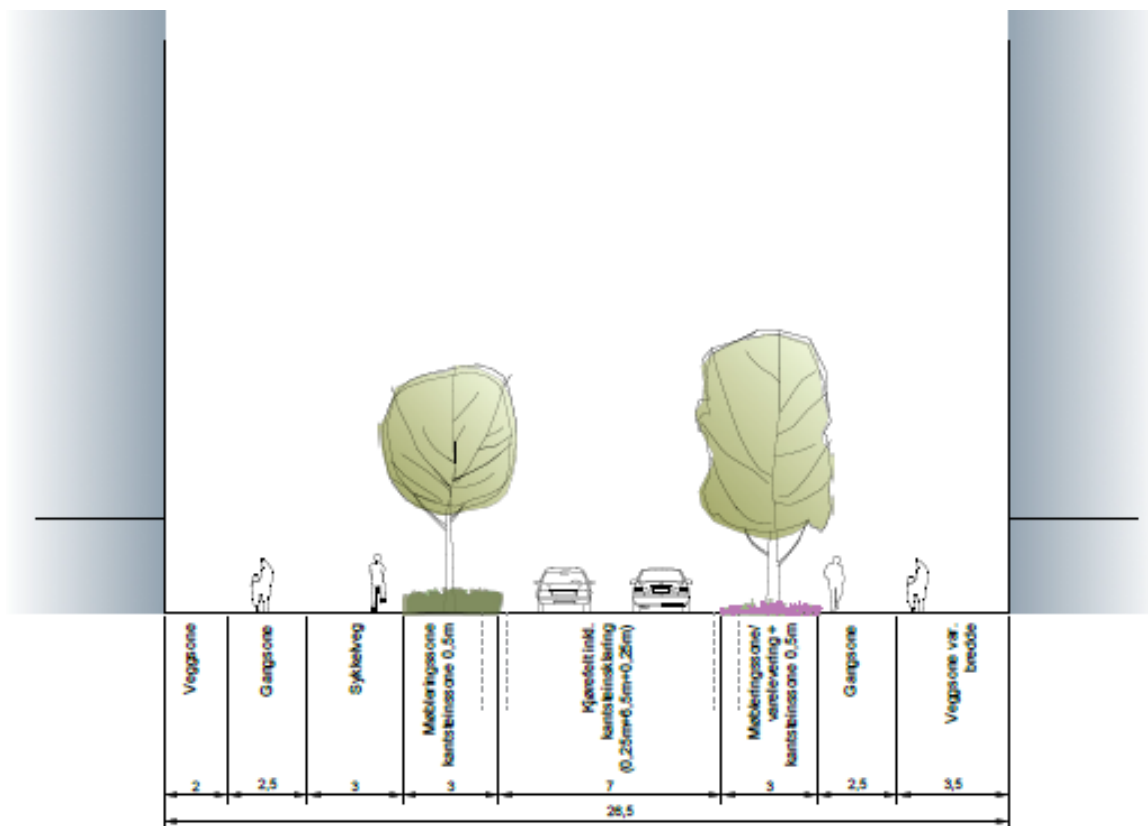 Veggsone
Gangsone
Sykkelveg
Møbleringssone
kantsteinssone 0,5m
Kjørefelt inkl.
kantsteinsklaring
(0,25m+6,5m+0,25m)
Møbleringssone/
varelevering +
kantsteinssone 0,5m
Gangsone
Veggsone var.
bredde
2
2,5
3
3
7
3
2,5
3,5
26,5